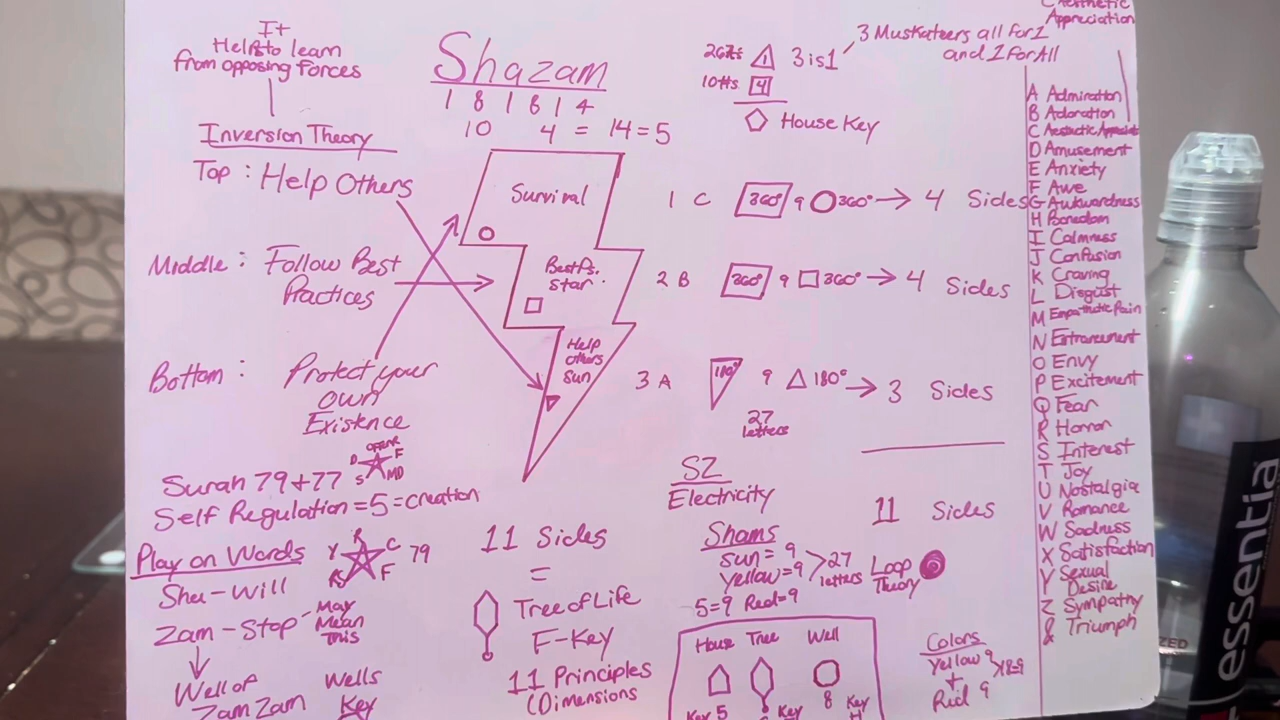 It
Helps to learn
from opposing forces
Inversion Theory
Top : Help Others
Middle : Follow Best
Practices
Bottom : Protect your
own
Existence
Surah 79+77
Self Regulation = 5 = creation
D F S MD
Play on Words
Y R C F 79
Sha - Will
Zam - Stop - May
Mean
This
Well of
Zam Zam
Wells
Key
Shazam
1 8 1 8 1 4
10 4 = 14 = 5
Survival
Best Ps.
Star
Help
others
Sun
11 Sides
=
Tree of Life
F-Key
11 Principles
(Dimensions
1 3 is 1
3 Musketeers all for 1
and 1 For All
10 4
House Key
1 C 360° 9 360° → 4 Sides
2 B 360° 9 360° → 4 Sides
3 A 180° 9 180° → 3 Sides
27
letters
11 Sides
SZ
Electricity
Shams
sun = 9
yellow = 9 > 27
letters
Loop
Theory
5=9 Red=9
House Tree Well
Key 5 Key 8 Key
Colors
Yellow 9
+
Red 9
Aesthetic
Appreciation
A Admiration
B Adoration
C Aesthetic
D Amusement
E Anxiety
F Awe
G Awkwardness
H Boredom
I Calmness
J Confusion
K Craving
L Disgust
M Empathetic Pain
N Entrancement
O Envy
P Excitement
Q Fear
R Horror
S Interest
T Joy
U Nostalgia
V Romance
W Sadness
X Satisfaction
Y Sexual
Desire
Z Sympathy
& Triumph
essentia
ZED